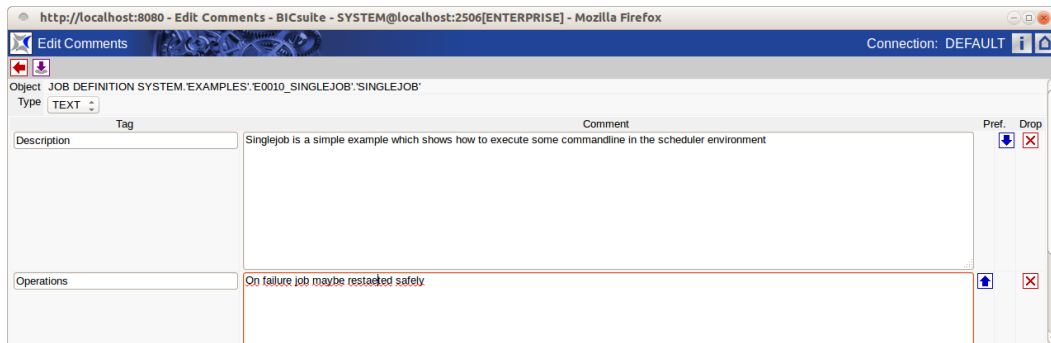 http://localhost:8080 - Edit Comments - BICsuite - SYSTEM@localhost:2506[ENTERPRISE] - Mozilla Firefox
Edit Comments Connection: DEFAULT
Object JOB DEFINITION SYSTEM.'EXAMPLES'.'E0010_SINGLEJOB'.'SINGLEJOB'
Type TEXT
Tag Comment Pref. Drop
Description Singlejob is a simple example which shows how to execute some commandline in the scheduler environment
Operations On failure job maybe restaeted safely